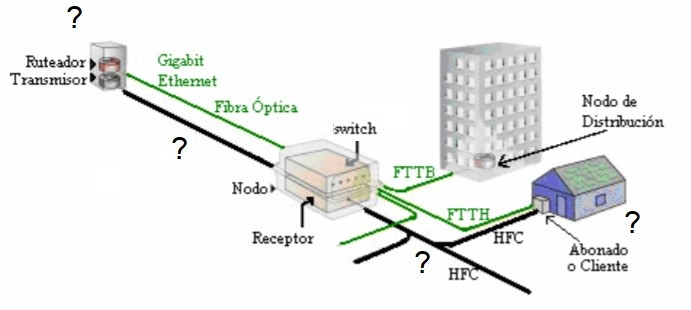 ?
Ruteador
Transmisor
Gigabit
Ethernet
Fibra Óptica
?
switch
Nodo
Receptor
FTTB
Nodo de
Distribución
FTTH
HFC
?
Abonado
o Cliente
?
HFC